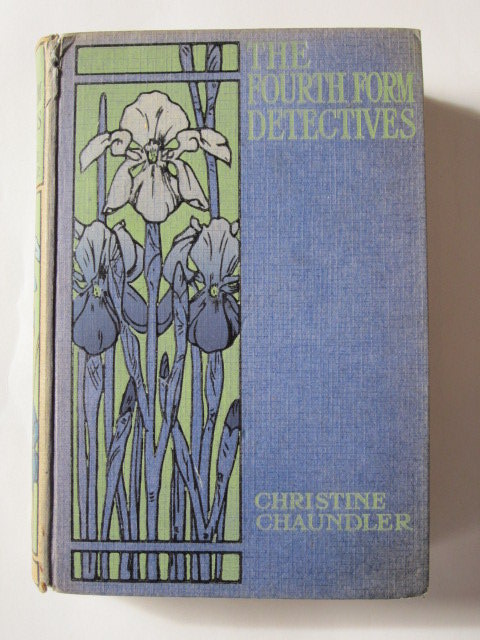 THE
FOURTH FORM
DETECTIVES
CHRISTINE
CHAUNDLER